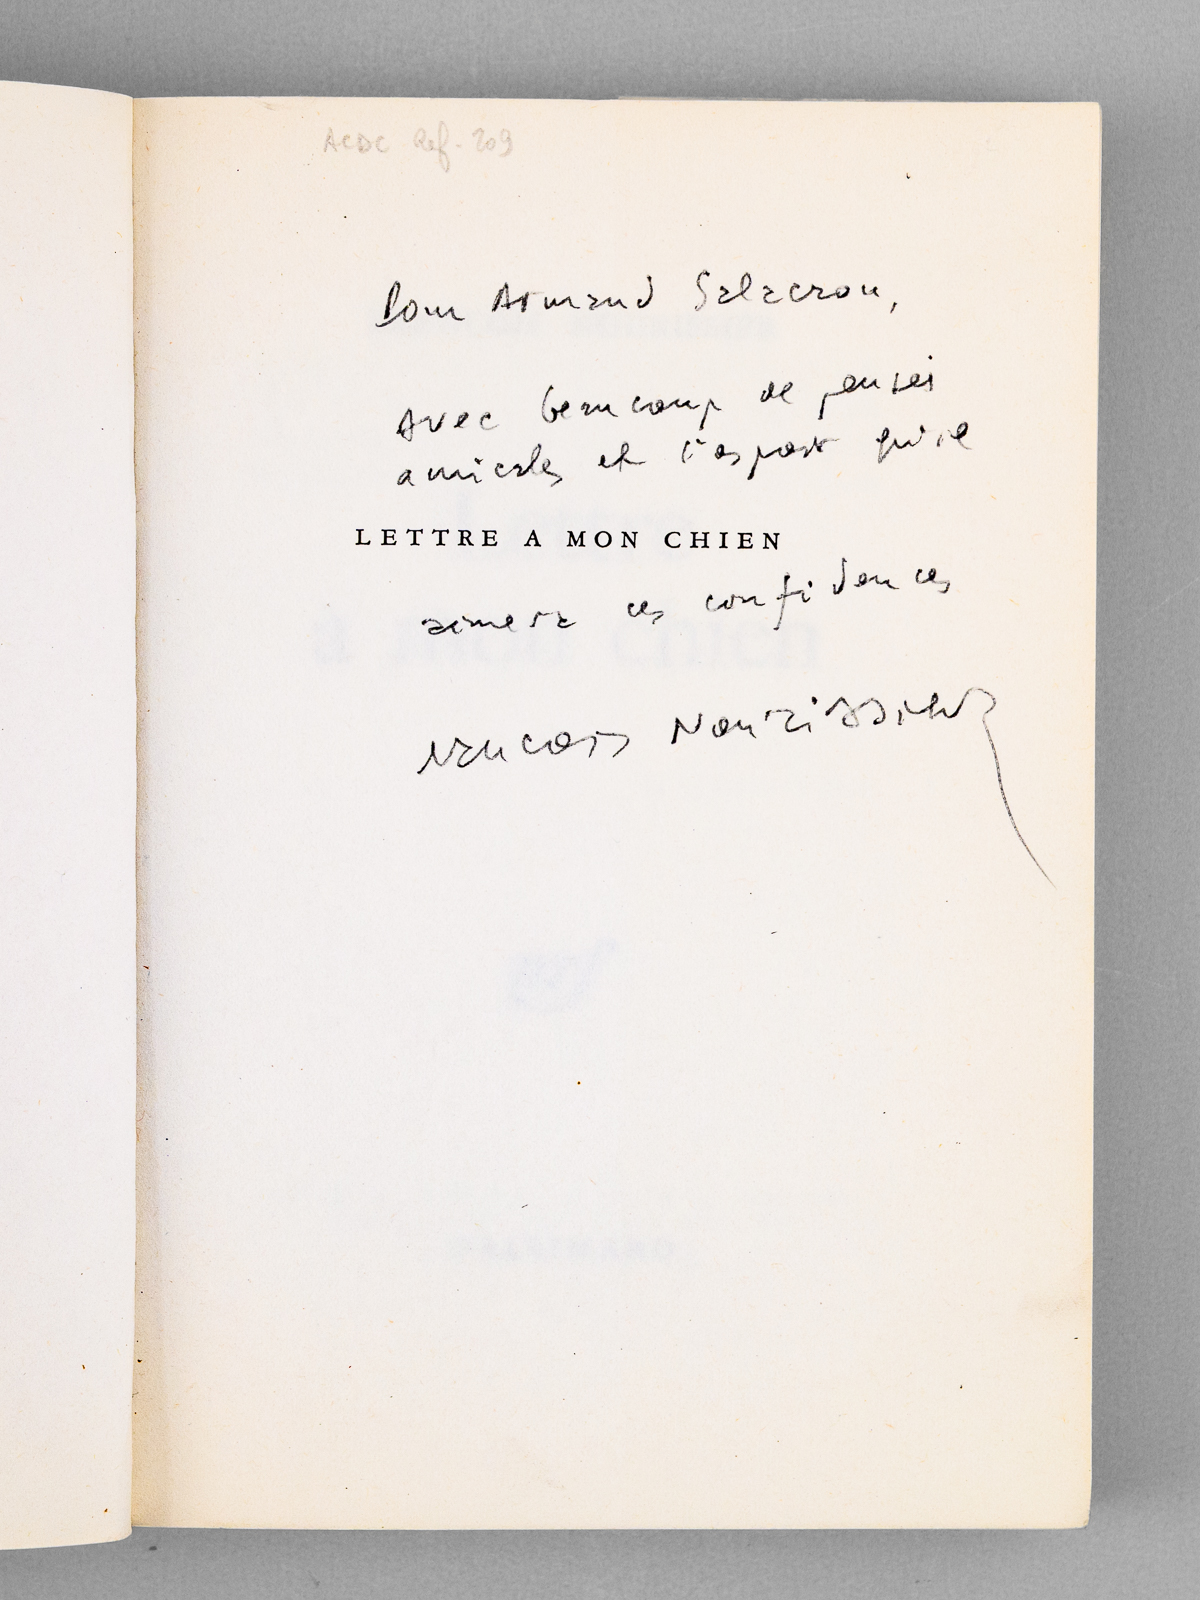 ACDC Ref. 209
Pour Armand Salacrou,
Avec beaucoup de pensées
amicales et l'espoir qu'il
LETTRE A MON CHIEN
aimera ces confidences
François Nourissier